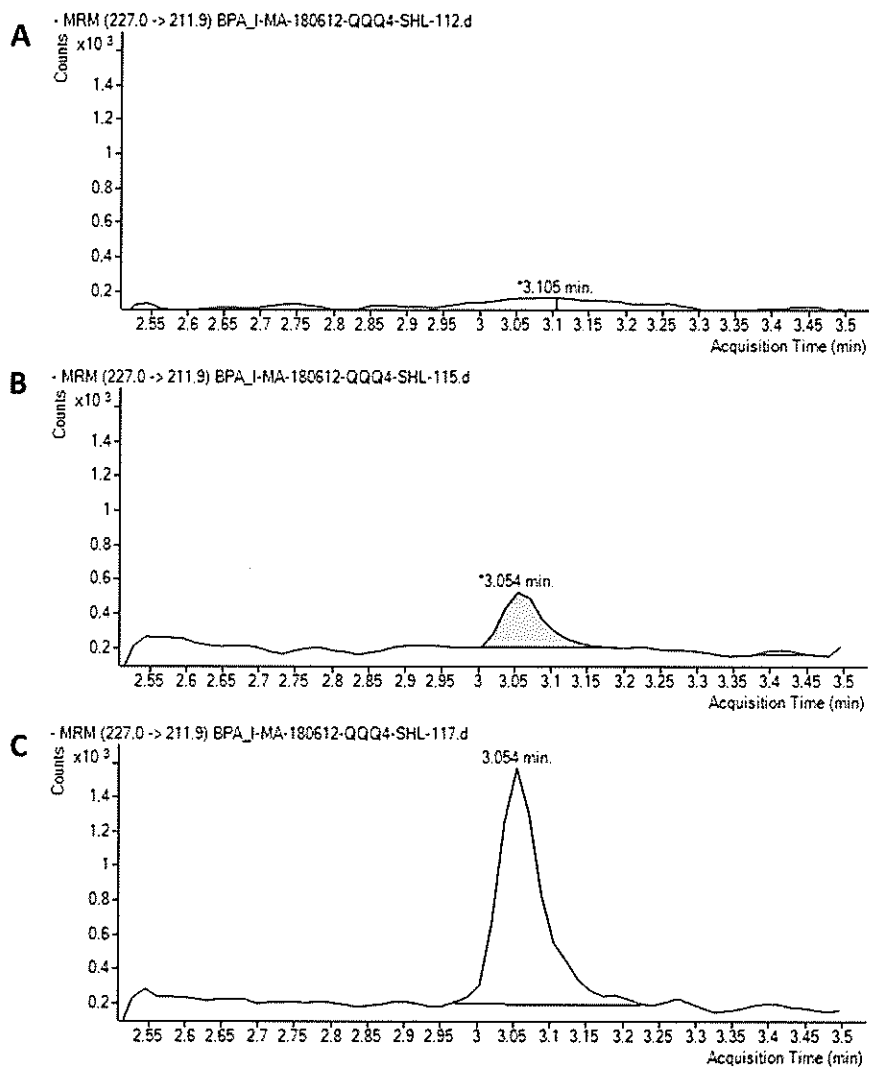 A
- MRM (227.0 -> 211.9) BPA_I-MA-180612-QQQ4-SHL-112.d
Counts
x10 3
1.4
1.2
1
0.8
0.6
0.4
0.2
*3.105 min.
2.55 2.6 2.65 2.7 2.75 2.8 2.85 2.9 2.95 3 3.05 3.1 3.15 3.2 3.25 3.3 3.35 3.4 3.45 3.5
Acquisition Time (min)
B
- MRM (227.0 -> 211.9) BPA_I-MA-180612-QQQ4-SHL-115.d
Counts
x10 3
1.4
1.2
1
0.8
0.6
0.4
0.2
*3.054 min.
2.55 2.6 2.65 2.7 2.75 2.8 2.85 2.9 2.95 3 3.05 3.1 3.15 3.2 3.25 3.3 3.35 3.4 3.45 3.5
Acquisition Time (min)
C
- MRM (227.0 -> 211.9) BPA_I-MA-180612-QQQ4-SHL-117.d
Counts
x10 3
1.4
1.2
1
0.8
0.6
0.4
0.2
3.054 min.
2.55 2.6 2.65 2.7 2.75 2.8 2.85 2.9 2.95 3 3.05 3.1 3.15 3.2 3.25 3.3 3.35 3.4 3.45 3.5
Acquisition Time (min)